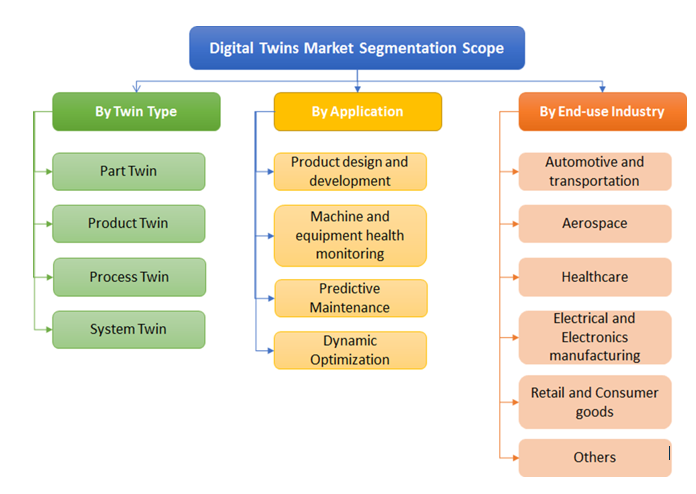 Digital Twins Market Segmentation Scope
By Twin Type
Part Twin
Product Twin
Process Twin
System Twin
By Application
Product design and
development
Machine and
equipment health
monitoring
Predictive
Maintenance
Dynamic
Optimization
By End-use Industry
Automotive and
transportation
Aerospace
Healthcare
Electrical and
Electronics
manufacturing
Retail and Consumer
goods
Others